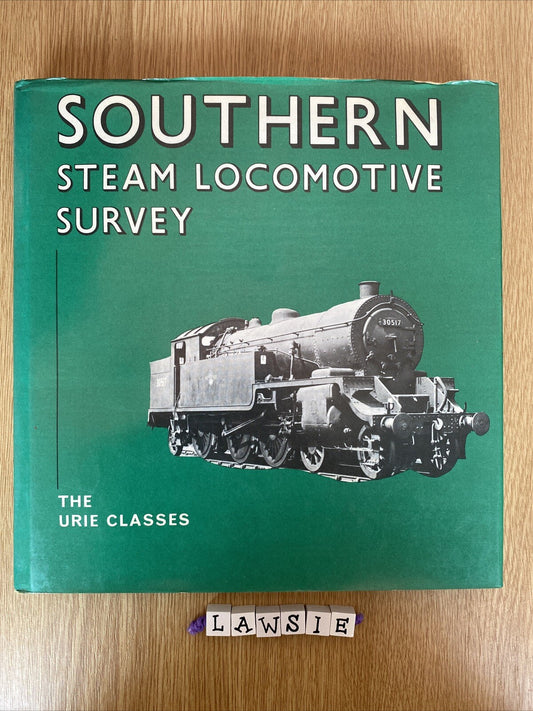 SOUTHERN
STEAM LOCOMOTIVE
SURVEY
30517
THE
URIE CLASSES
LAWSIE